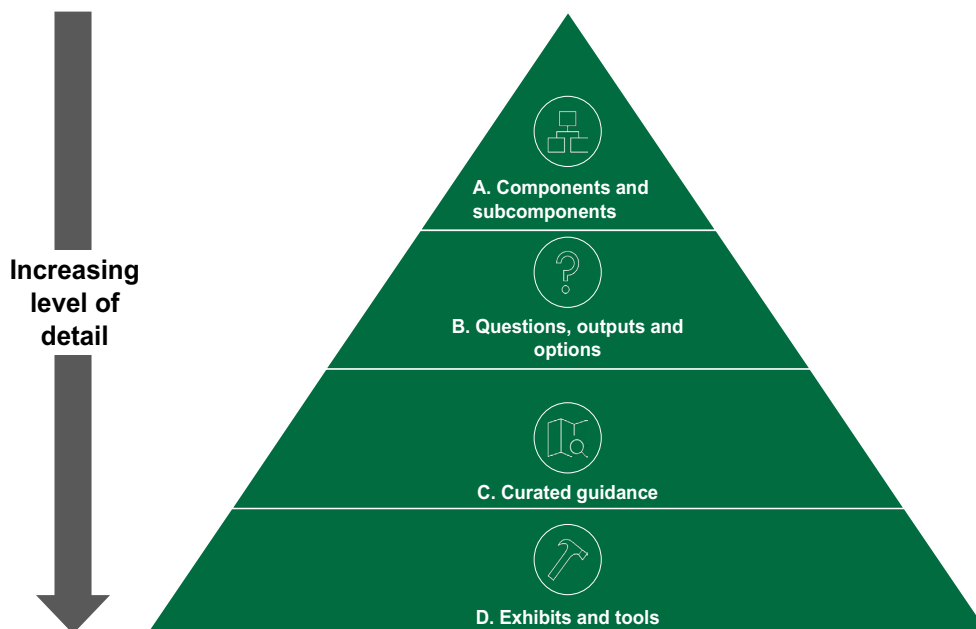 Increasing
level of
detail
A. Components and
subcomponents
B. Questions, outputs and
options
C. Curated guidance
D. Exhibits and tools